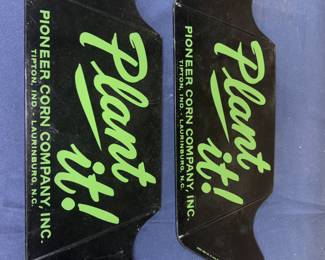 Plant
it!
PIONEER CORN COMPANY, INC.
TIPTON, IND. • LAURINBURG, N.C.
Plant
it!
PIONEER CORN COMPANY, INC.
TIPTON, IND. • LAURINBURG, N.C.